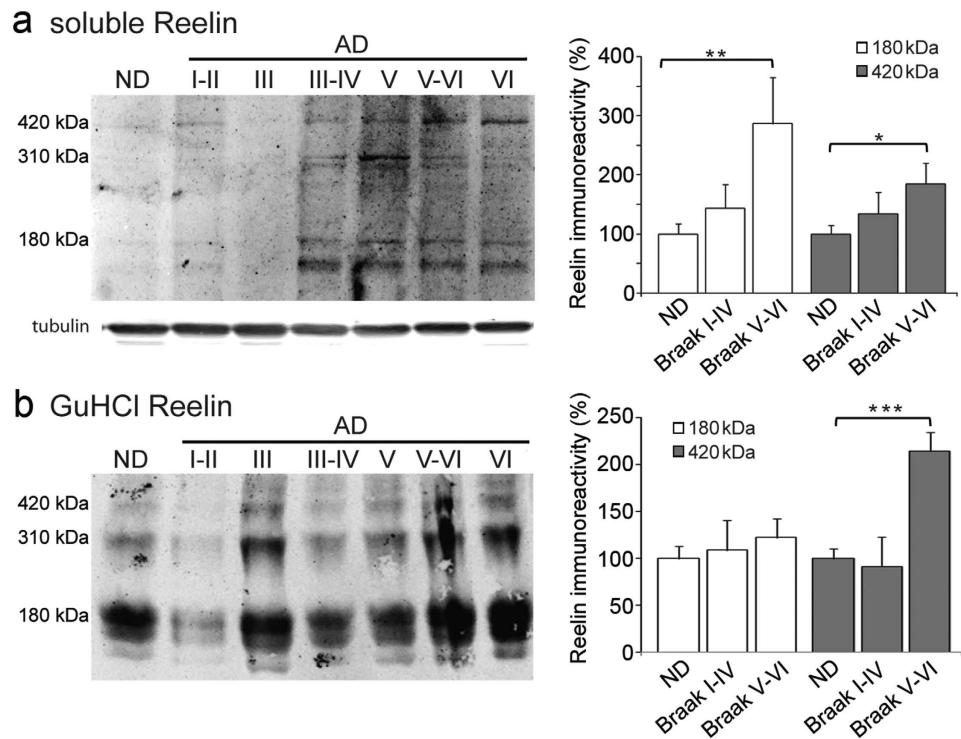 a soluble Reelin
AD
ND I-II III III-IV V V-VI VI
420 kDa
310 kDa
180 kDa
tubulin
Reelin immunoreactivity (%)
400
300
200
100
0
180 kDa
420 kDa
**
*
ND Braak I-IV Braak V-VI ND Braak I-IV Braak V-VI
b GuHCl Reelin
AD
ND I-II III III-IV V V-VI VI
420 kDa
310 kDa
180 kDa
Reelin immunoreactivity (%)
250
200
150
100
50
0
180 kDa
420 kDa
***
ND Braak I-IV Braak V-VI ND Braak I-IV Braak V-VI